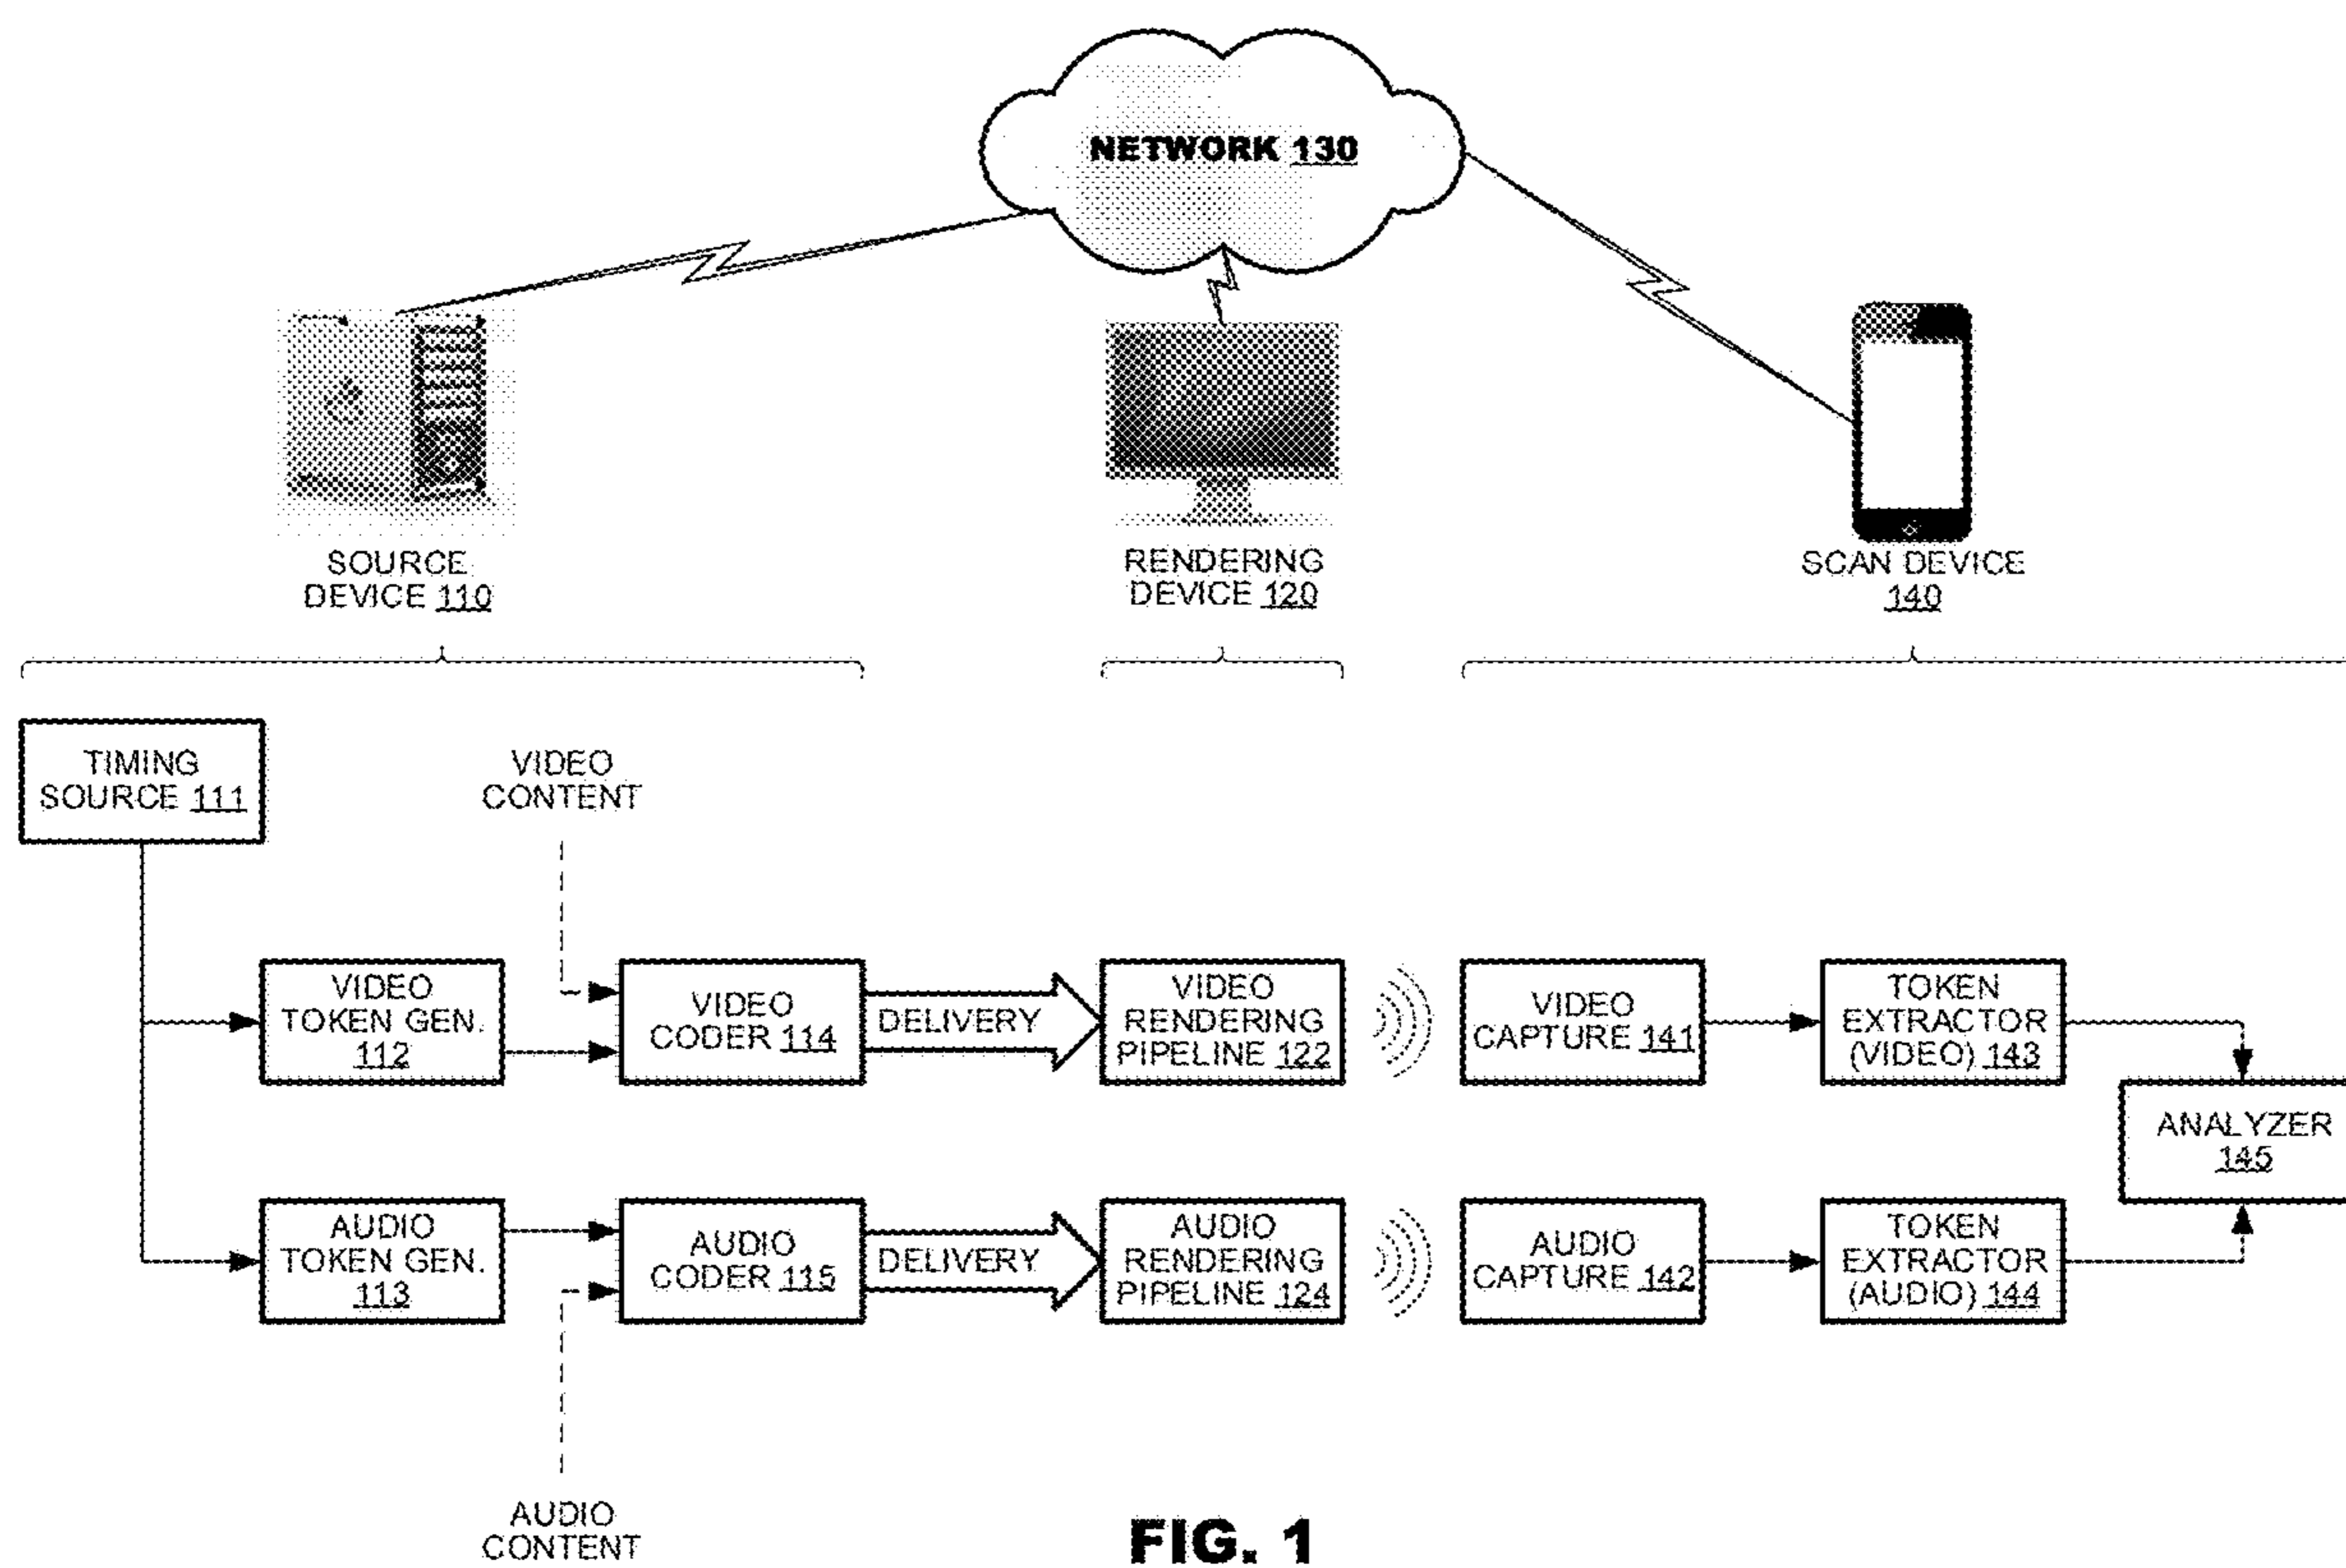 NETWORK 130
SOURCE
DEVICE 110
RENDERING
DEVICE 120
SCAN DEVICE
140
TIMING
SOURCE 111
VIDEO
CONTENT
VIDEO
TOKEN GEN.
112
VIDEO
CODER 114
DELIVERY
VIDEO
RENDERING
PIPELINE 122
VIDEO
CAPTURE 141
TOKEN
EXTRACTOR
(VIDEO) 143
ANALYZER
145
AUDIO
TOKEN GEN.
113
AUDIO
CODER 115
DELIVERY
AUDIO
RENDERING
PIPELINE 124
AUDIO
CAPTURE 142
TOKEN
EXTRACTOR
(AUDIO) 144
AUDIO
CONTENT
FIG. 1